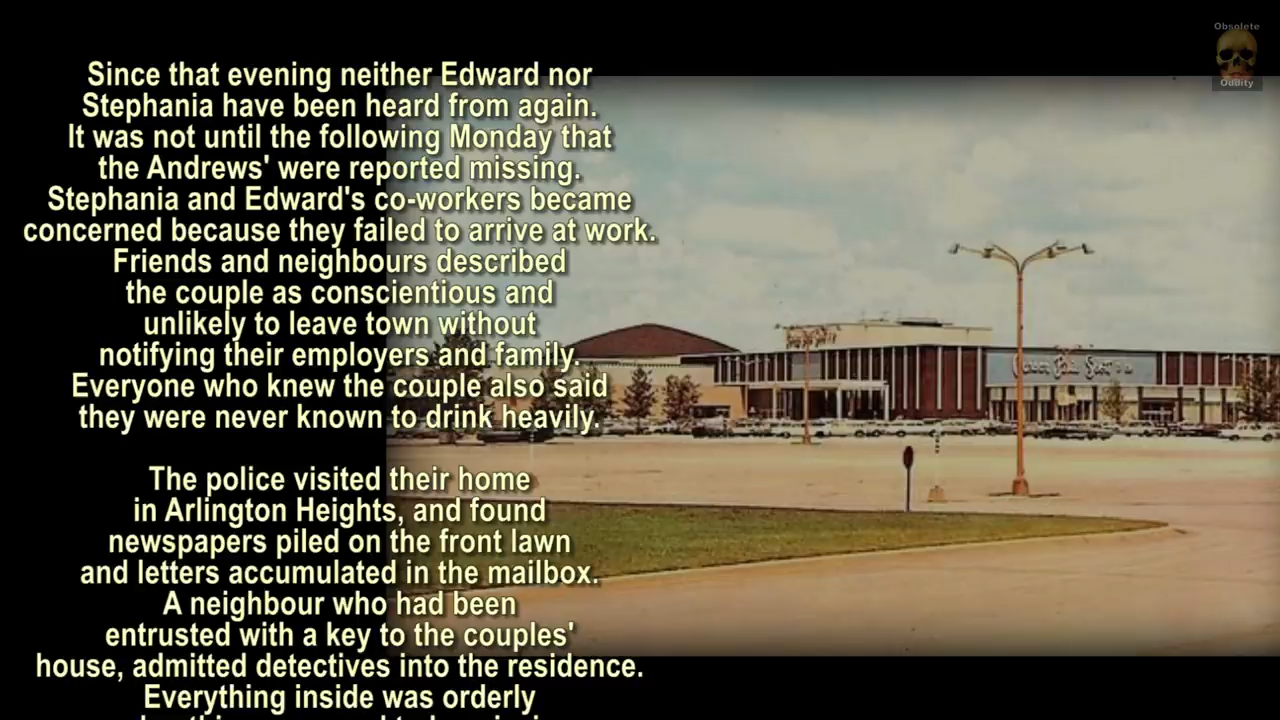 Obsolete
OdBity
Since that evening neither Edward nor
Stephania have been heard from again.
It was not until the following Monday that
the Andrews' were reported missing.
Stephania and Edward's co-workers became
concerned because they failed to arrive at work.
Friends and neighbours described
the couple as conscientious and
unlikely to leave town without
notifying their employers and family.
Everyone who knew the couple also said
they were never known to drink heavily.
The police visited their home
in Arlington Heights, and found
newspapers piled on the front lawn
and letters accumulated in the mailbox.
A neighbour who had been
entrusted with a key to the couples'
house, admitted detectives into the residence.
Everything inside was orderly